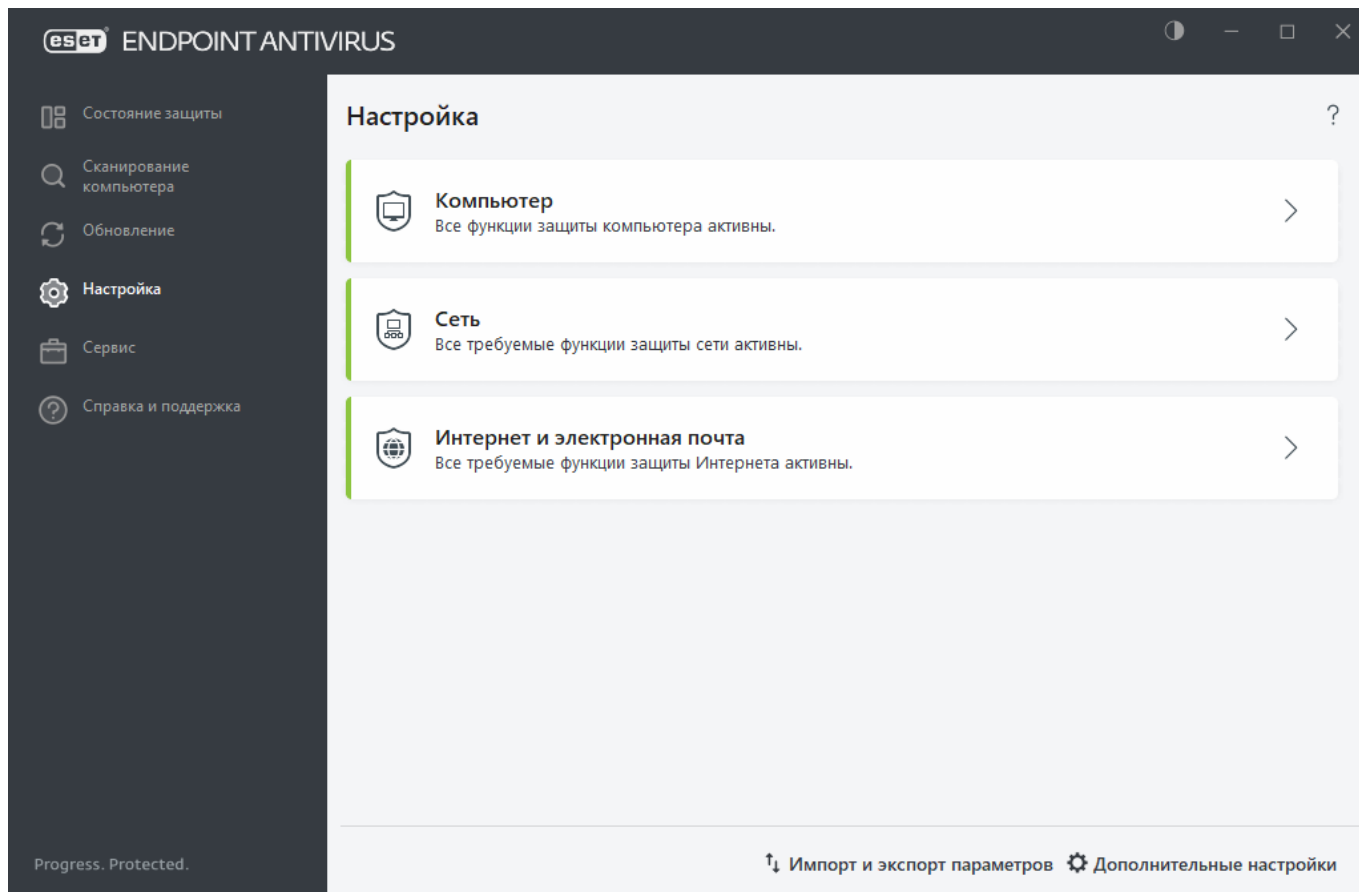 eset ENDPOINT ANTIVIRUS
Состояние защиты
Сканирование
компьютера
Обновление
Настройка
Сервис
Справка и поддержка
Progress. Protected.
Настройка
?
Компьютер
Все функции защиты компьютера активны.
Сеть
Все требуемые функции защиты сети активны.
Интернет и электронная почта
Все требуемые функции защиты Интернета активны.
Импорт и экспорт параметров
Дополнительные настройки